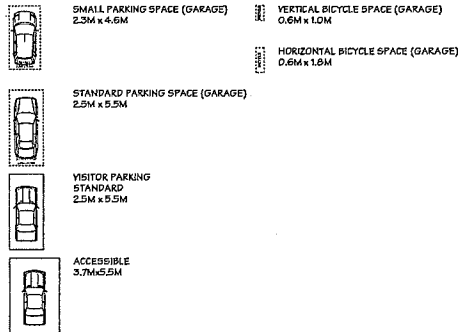 SMALL PARKING SPACE (GARAGE)
2.3M x 4.6M
STANDARD PARKING SPACE (GARAGE)
2.5M x 5.5M
VISITOR PARKING
STANDARD
2.5M x 5.5M
ACCESSIBLE
3.7Mx5.5M
VERTICAL BICYCLE SPACE (GARAGE)
0.6M x 1.0M
HORIZONTAL BICYCLE SPACE (GARAGE)
0.6M x 1.8M